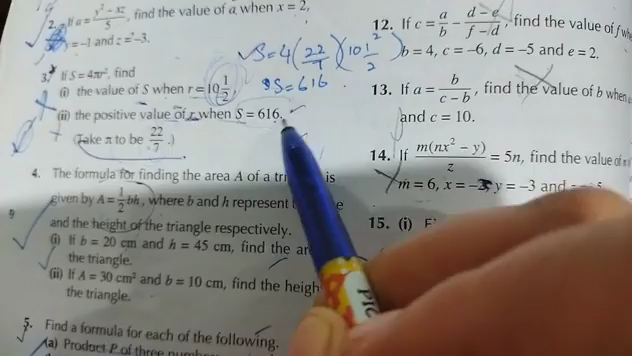 2. If a = (y² − xz)/5, find the value of a when x = 2,
= −1 and z = −3.
3. If S = 4πr², find
(i) the value of S when r = 10 1/2,
(ii) the positive value of r when S = 616.
(Take π to be 22/7.)
S = 4(22/7)(10 1/2)
S = 616
4. The formula for finding the area A of a tri is
given by A = 1/2 bh, where b and h represent
and the height of the triangle respectively.
(i) If b = 20 cm and h = 45 cm, find the
the triangle.
(ii) If A = 30 cm² and b = 10 cm, find the
the triangle.
5. Find a formula for each of the following.
(a) Product P of three
12. If c = a/b − (d − e)/(f − d), find the value of f
b = 4, c = −6, d = −5 and e = 2.
13. If a = b/(c − b), find the value of b when
and c = 10.
14. If m(nx² − y)/z = 5n, find the value of
m = 6, x = −2, y = −3 and
15. (i)